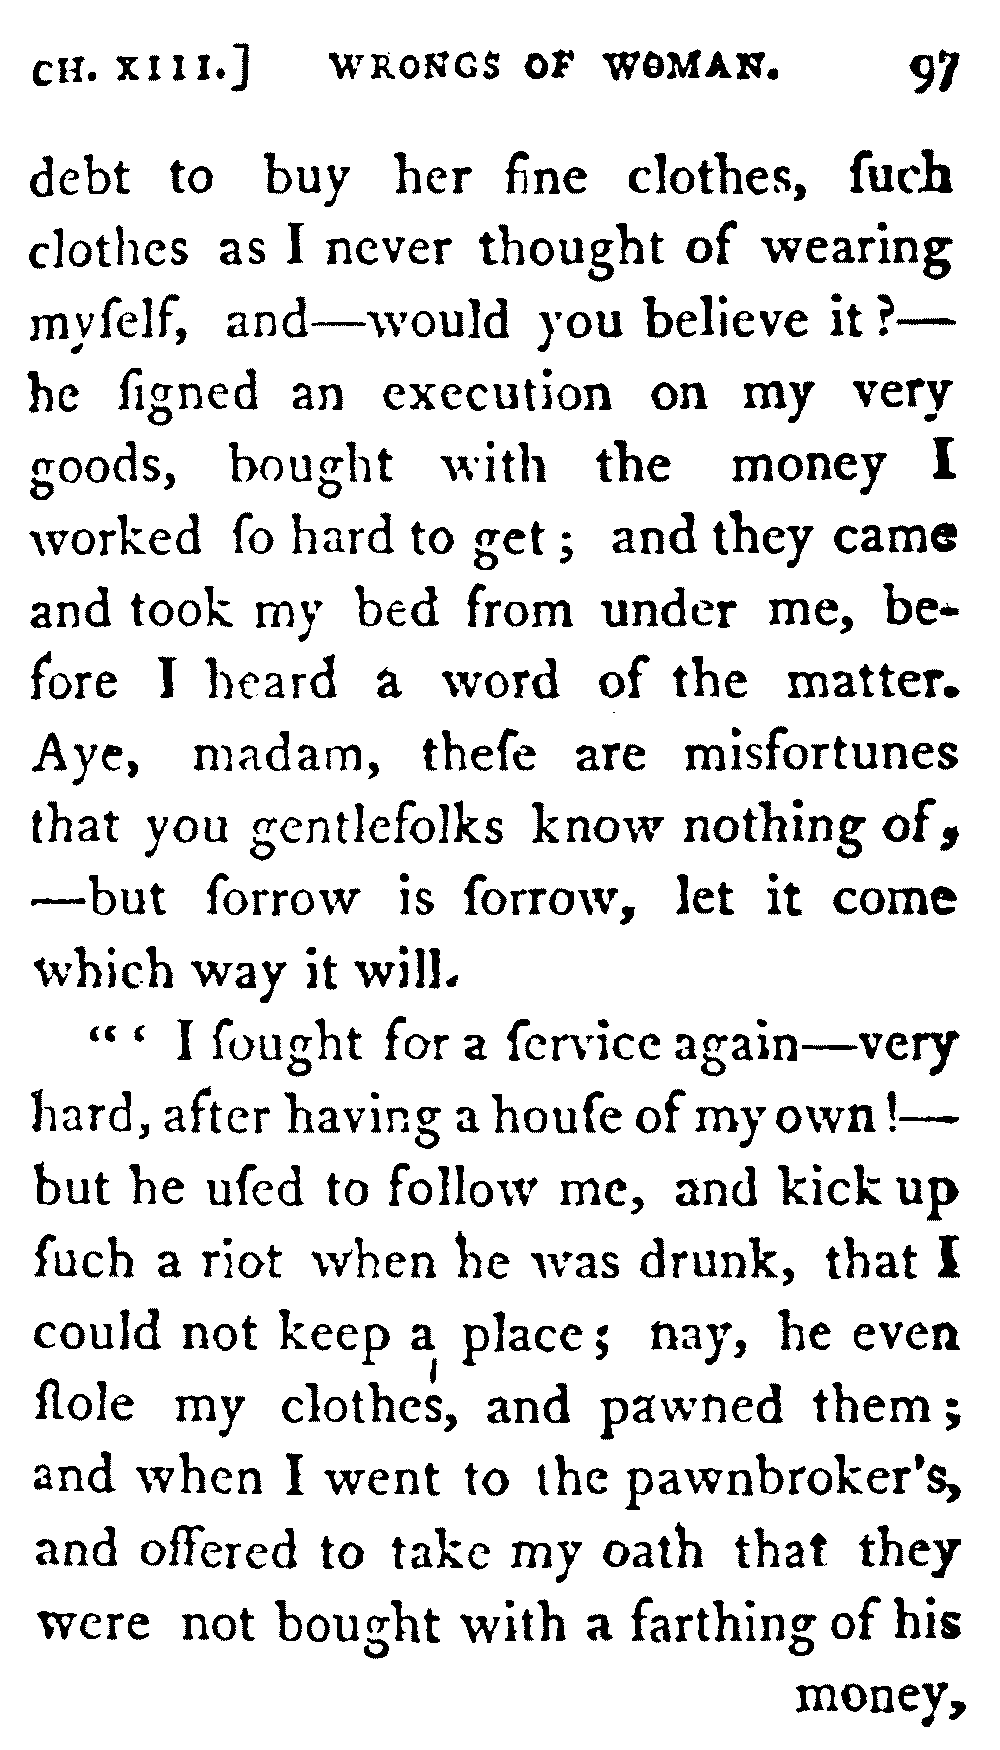 CH. XIII.] WRONGS OF WOMAN. 97
debt to buy her fine clothes, ſuch
clothes as I never thought of wearing
myſelf, and—would you believe it?—
he ſigned an execution on my very
goods, bought with the money I
worked ſo hard to get; and they came
and took my bed from under me, be-
fore I heard a word of the matter.
Aye, madam, theſe are misfortunes
that you gentlefolks know nothing of,
—but ſorrow is ſorrow, let it come
which way it will.
“ ‘ I ſought for a ſervice again—very
hard, after having a houſe of my own!—
but he uſed to follow me, and kick up
ſuch a riot when he was drunk, that I
could not keep a place; nay, he even
ſtole my clothes, and pawned them;
and when I went to the pawnbroker's,
and offered to take my oath that they
were not bought with a farthing of his
money,